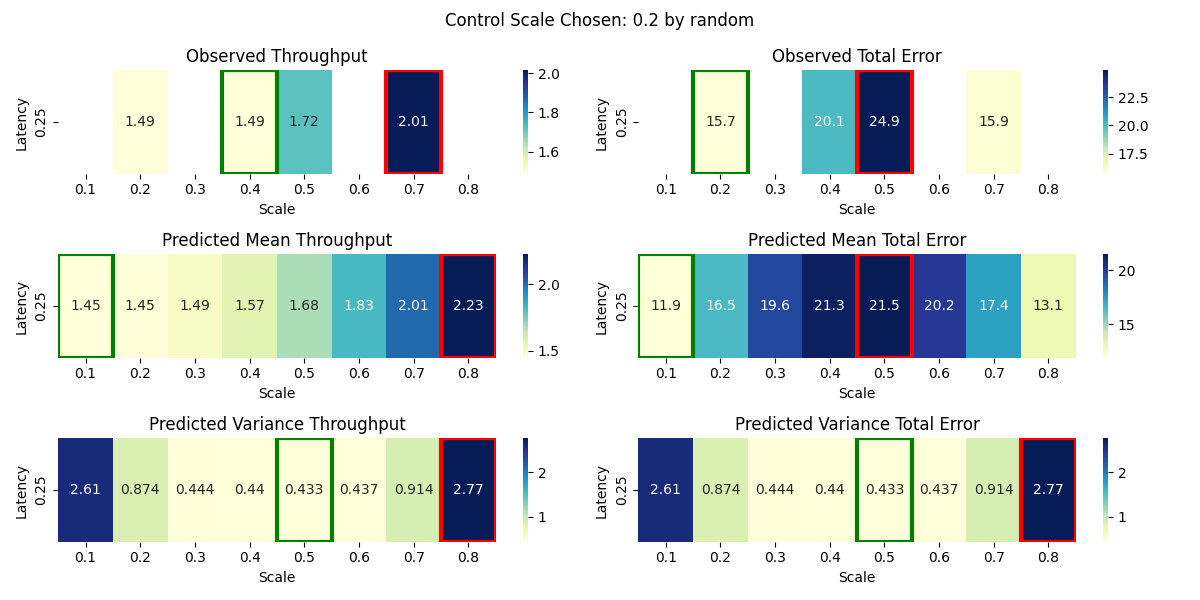 Control Scale Chosen: 0.2 by random
Observed Throughput
Latency
0.25
1.49 1.49 1.72 2.01
0.1 0.2 0.3 0.4 0.5 0.6 0.7 0.8
Scale
2.0
1.8
1.6
Observed Total Error
Latency
0.25
15.7 20.1 24.9 15.9
0.1 0.2 0.3 0.4 0.5 0.6 0.7 0.8
Scale
22.5
20.0
17.5
Predicted Mean Throughput
Latency
0.25
1.45 1.45 1.49 1.57 1.68 1.83 2.01 2.23
0.1 0.2 0.3 0.4 0.5 0.6 0.7 0.8
Scale
2.0
1.5
Predicted Mean Total Error
Latency
0.25
11.9 16.5 19.6 21.3 21.5 20.2 17.4 13.1
0.1 0.2 0.3 0.4 0.5 0.6 0.7 0.8
Scale
20
15
Predicted Variance Throughput
Latency
0.25
2.61 0.874 0.444 0.44 0.433 0.437 0.914 2.77
0.1 0.2 0.3 0.4 0.5 0.6 0.7 0.8
Scale
2
1
Predicted Variance Total Error
Latency
0.25
2.61 0.874 0.444 0.44 0.433 0.437 0.914 2.77
0.1 0.2 0.3 0.4 0.5 0.6 0.7 0.8
Scale
2
1